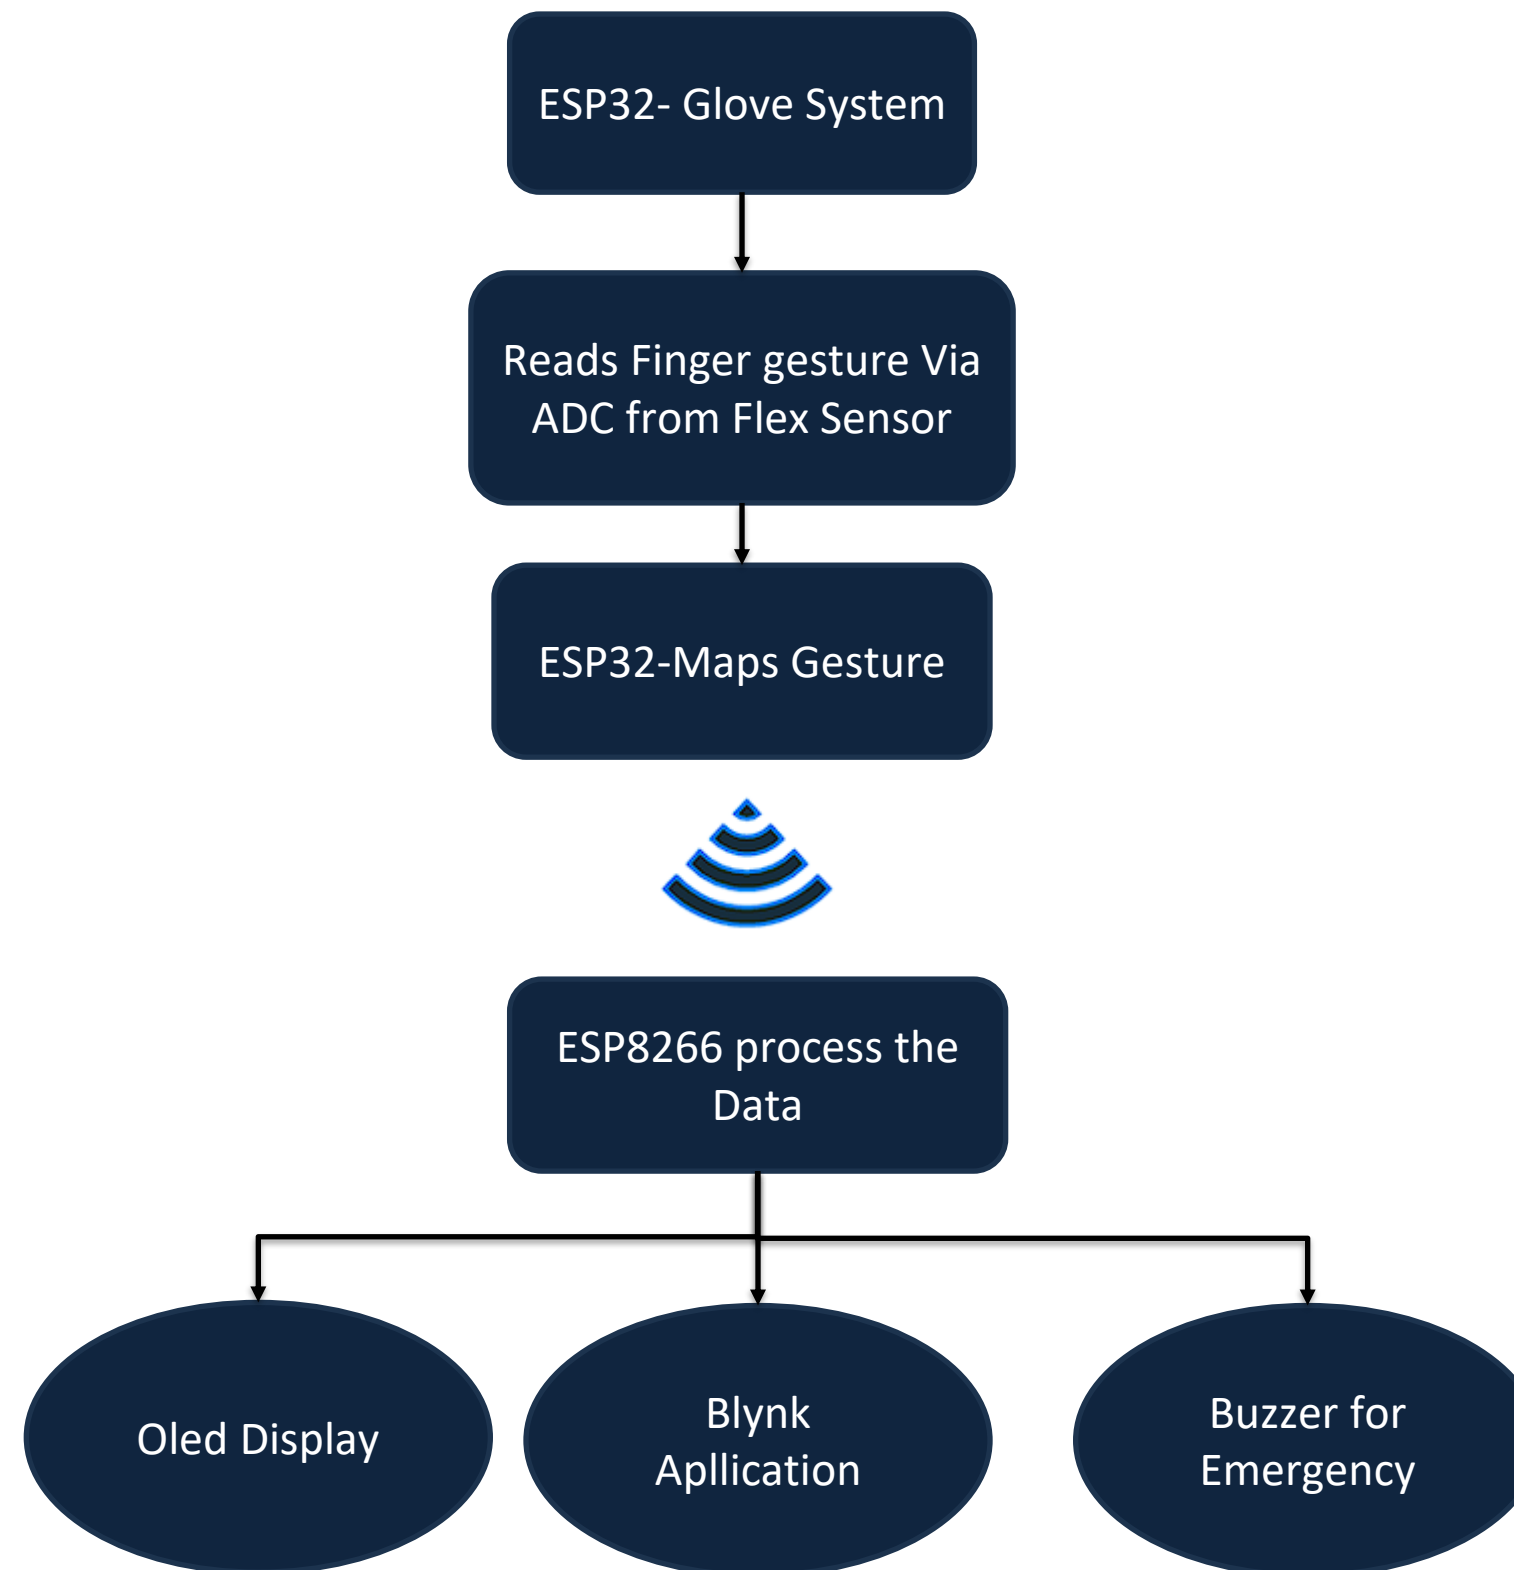 ESP32- Glove System
Reads Finger gesture Via
ADC from Flex Sensor
ESP32-Maps Gesture
ESP8266 process the
Data
Oled Display
Blynk
Apllication
Buzzer for
Emergency